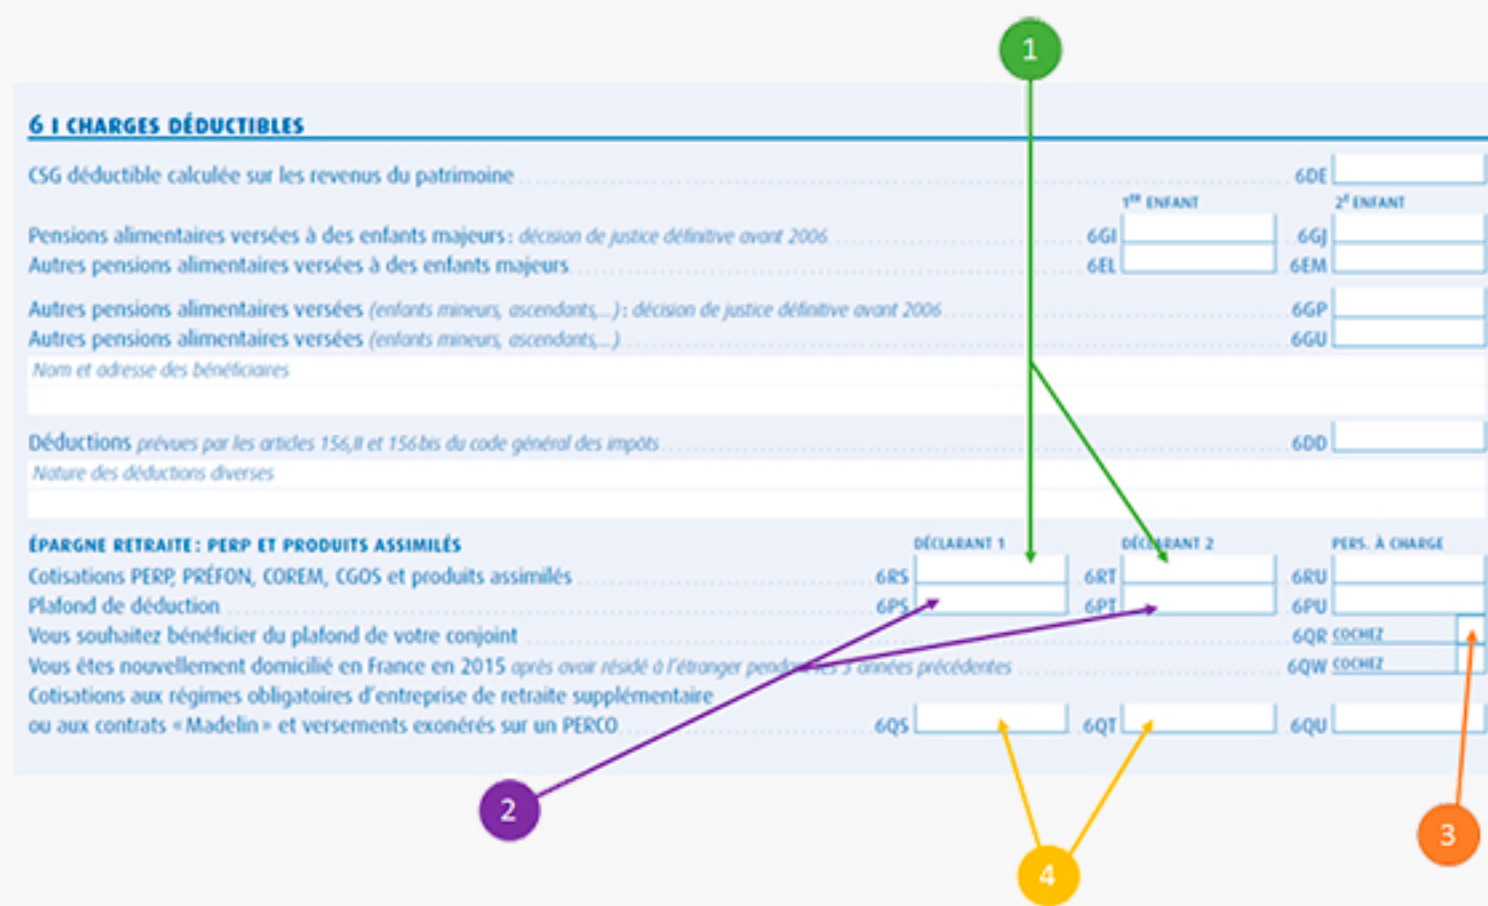 1
6 I CHARGES DÉDUCTIBLES
CSG déductible calculée sur les revenus du patrimoine 6DE
1ER ENFANT 2E ENFANT
Pensions alimentaires versées à des enfants majeurs : décision de justice définitive avant 2006 6GI 6GJ
Autres pensions alimentaires versées à des enfants majeurs 6EL 6EM
Autres pensions alimentaires versées (enfants mineurs, ascendants,...) : décision de justice définitive avant 2006 6GP
Autres pensions alimentaires versées (enfants mineurs, ascendants,...) 6GU
Nom et adresse des bénéficiaires
Déductions prévues par les articles 156,II et 156 bis du code général des impôts 6DD
Nature des déductions diverses
ÉPARGNE RETRAITE : PERP ET PRODUITS ASSIMILÉS DÉCLARANT 1 DÉCLARANT 2 PERS. À CHARGE
Cotisations PERP, PRÉFON, COREM, CGOS et produits assimilés 6RS 6RT 6RU
Plafond de déduction 6PS 6PT 6PU
Vous souhaitez bénéficier du plafond de votre conjoint 6QR COCHEZ
Vous êtes nouvellement domicilié en France en 2015 après avoir résidé à l'étranger pendant les 3 années précédentes 6QW COCHEZ
Cotisations aux régimes obligatoires d'entreprise de retraite supplémentaire
ou aux contrats « Madelin » et versements exonérés sur un PERCO 6QS 6QT 6QU
2
3
4